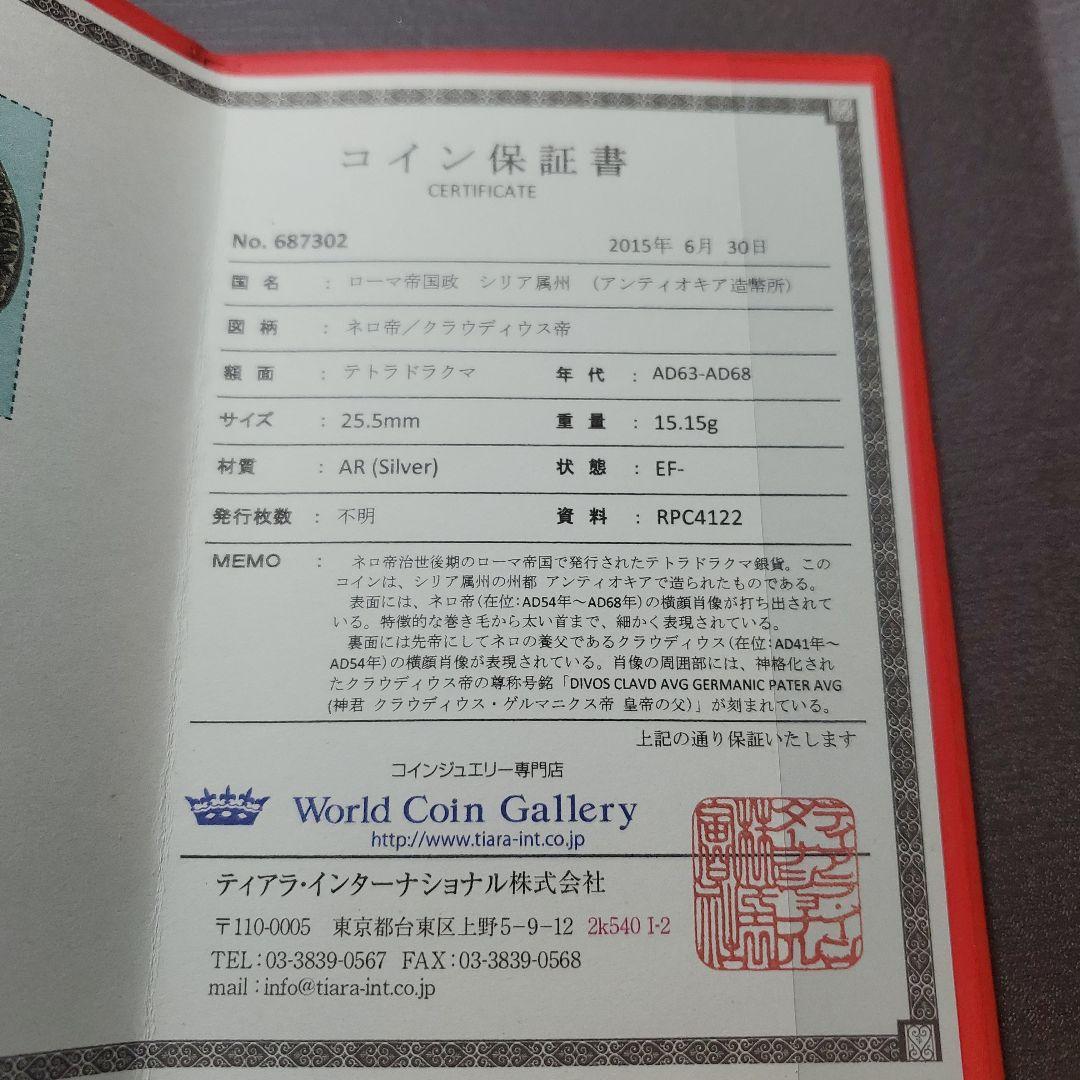 コイン保証書
CERTIFICATE
No. 687302 2015年 6月 30日
国名 : ローマ帝国政 シリア属州 (アンティオキア造幣所)
図柄 : ネロ帝/クラウディウス帝
額面 : テトラドラクマ 年代 : AD63-AD68
サイズ : 25.5mm 重量 : 15.15g
材質 : AR (Silver) 状態 : EF-
発行枚数 : 不明 資料 : RPC4122
MEMO : ネロ帝治世後期のローマ帝国で発行されたテトラドラクマ銀貨。この
コインは、シリア属州の州都 アンティオキアで造られたものである。
表面には、ネロ帝(在位:AD54年～AD68年)の横顔肖像が打ち出されて
いる。特徴的な巻き毛から太い首まで、細かく表現されている。
裏面には先帝にしてネロの養父であるクラウディウス(在位:AD41年～
AD54年)の横顔肖像が表現されている。肖像の周囲部には、神格化され
たクラウディウス帝の尊称号銘「DIVOS CLAVD AVG GERMANIC PATER AVG
(神君 クラウディウス・ゲルマニクス帝 皇帝の父)」が刻まれている。
上記の通り保証いたします
コインジュエリー専門店
World Coin Gallery
http://www.tiara-int.co.jp
ティアラ・インターナショナル株式会社
〒110-0005 東京都台東区上野5-9-12 2k540 I-2
TEL:03-3839-0567 FAX:03-3839-0568
mail:info@tiara-int.co.jp